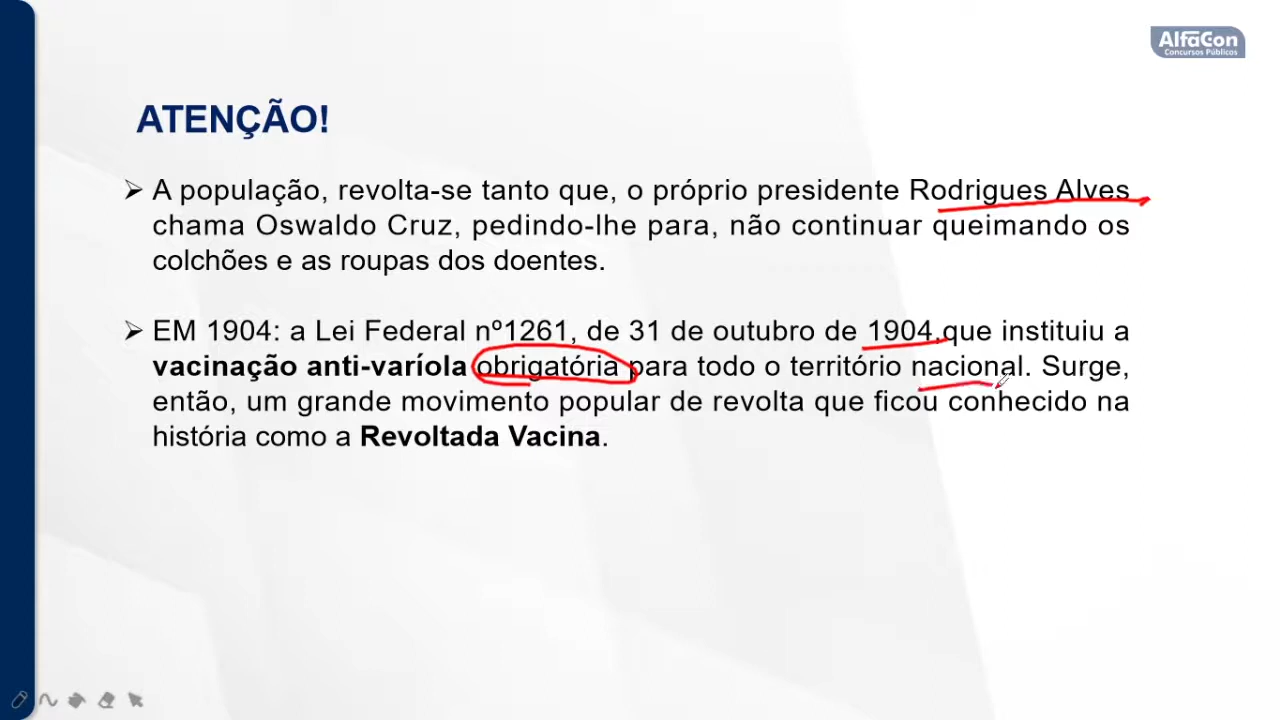 AlfaCon
Concursos Públicos
ATENÇÃO!
➢ A população, revolta-se tanto que, o próprio presidente Rodrigues Alves
chama Oswaldo Cruz, pedindo-lhe para, não continuar queimando os
colchões e as roupas dos doentes.
➢ EM 1904: a Lei Federal nº1261, de 31 de outubro de 1904,que instituiu a
vacinação anti-varíola obrigatória para todo o território nacional. Surge,
então, um grande movimento popular de revolta que ficou conhecido na
história como a Revoltada Vacina.